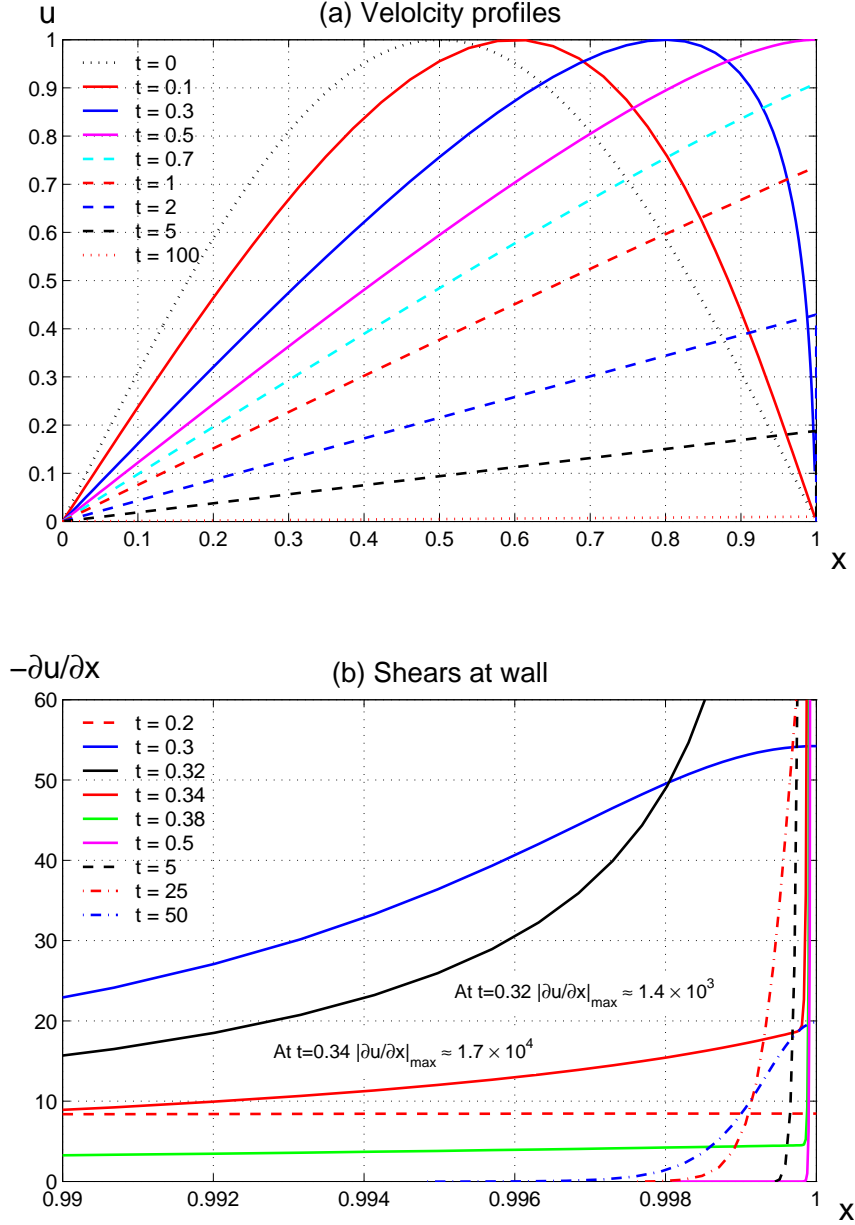 (a) Velolcity profiles
u
1
0.9
0.8
0.7
0.6
0.5
0.4
0.3
0.2
0.1
0
t = 0
t = 0.1
t = 0.3
t = 0.5
t = 0.7
t = 1
t = 2
t = 5
t = 100
0 0.1 0.2 0.3 0.4 0.5 0.6 0.7 0.8 0.9 1
x
−∂u/∂x
(b) Shears at wall
60
50
40
30
20
10
0
t = 0.2
t = 0.3
t = 0.32
t = 0.34
t = 0.38
t = 0.5
t = 5
t = 25
t = 50
At t=0.32 |∂u/∂x|max ≈ 1.4 × 10³
At t=0.34 |∂u/∂x|max ≈ 1.7 × 10⁴
0.99 0.992 0.994 0.996 0.998 1
x